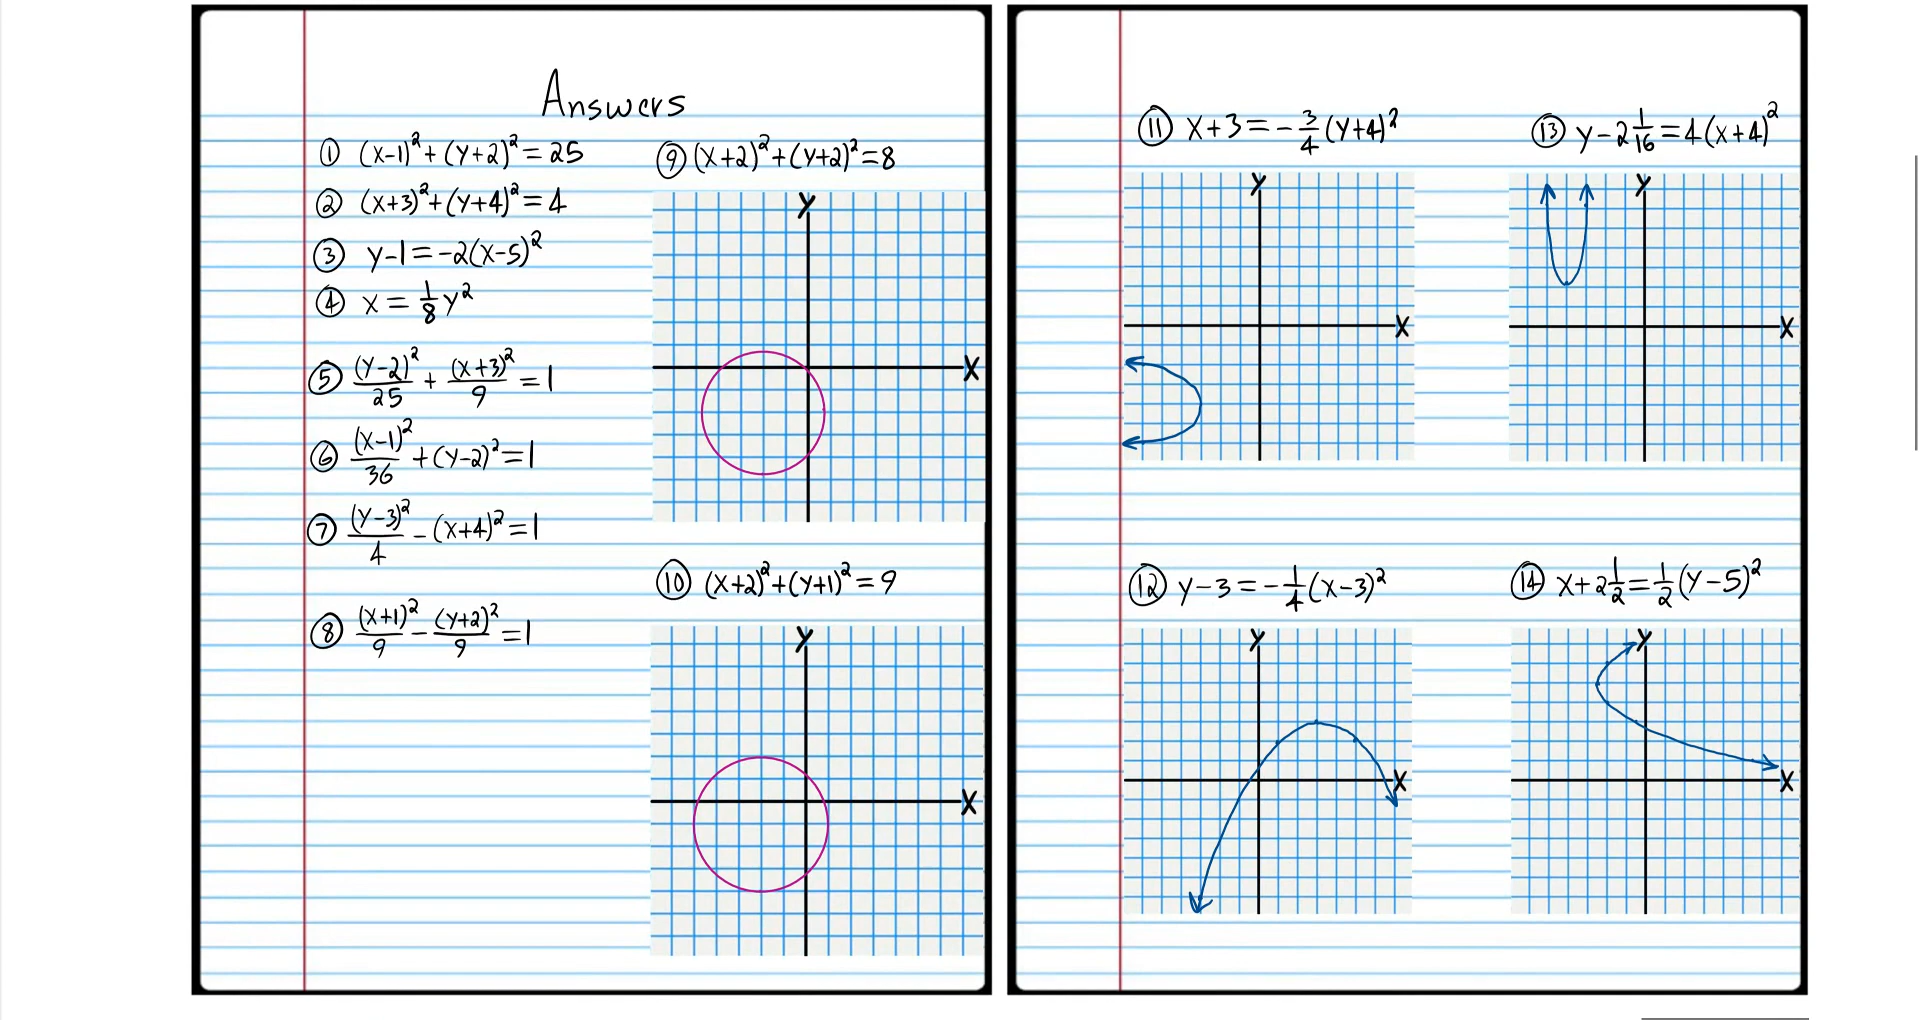 Answers
① (x-1)² + (y+2)² = 25
② (x+3)² + (y+4)² = 4
③ y-1 = -2(x-5)²
④ x = 1/8 y²
⑤ (y-2)²/25 + (x+3)²/9 = 1
⑥ (x-1)²/36 + (y-2)² = 1
⑦ (y-3)²/4 - (x+4)² = 1
⑧ (x+1)²/9 - (y+2)²/9 = 1
⑨ (x+2)² + (y+2)² = 8
y
x
⑩ (x+2)² + (y+1)² = 9
y
x
⑪ x+3 = -3/4 (y+4)²
y
x
⑫ y-3 = -1/4 (x-3)²
y
x
⑬ y-2 1/16 = 4(x+4)²
y
x
⑭ x+2 1/2 = 1/2 (y-5)²
y
x